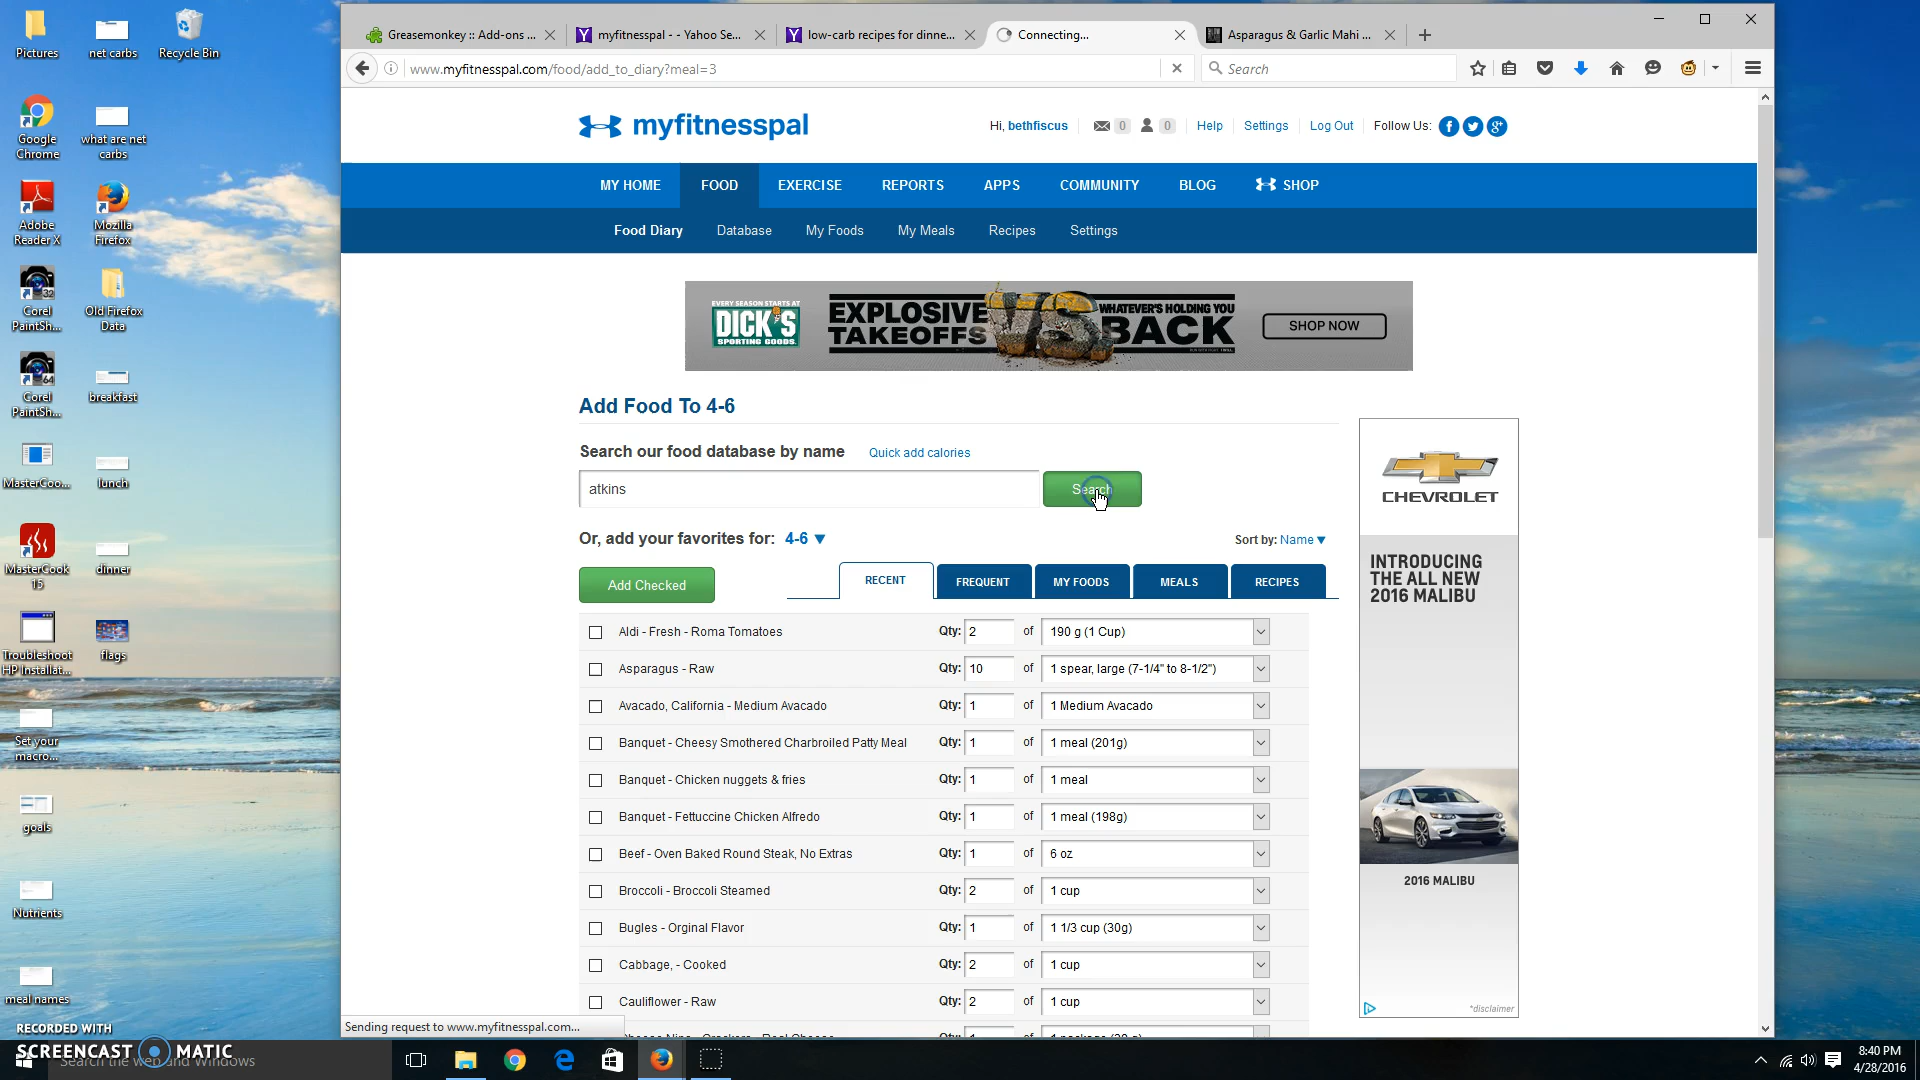 Pictures
net carbs
Recycle Bin
Google
Chrome
what are net
carbs
Adobe
Reader X
Mozilla
Firefox
Corel
PaintSh...
Old Firefox
Data
Corel
PaintSh...
breakfast
MasterCoo...
lunch
MasterCook
15
dinner
Troubleshoot
HP Installat...
flags
Set your
macro...
goals
Nutrients
meal names
RECORDED WITH
SCREENCAST MATIC
Search the web and Windows
Greasemonkey :: Add-ons ...
myfitnesspal - - Yahoo Se...
low-carb recipes for dinne...
Connecting...
Asparagus & Garlic Mahi ...
www.myfitnesspal.com/food/add_to_diary?meal=3
Search
myfitnesspal
Hi, bethfiscus
0
0
Help
Settings
Log Out
Follow Us:
MY HOME
FOOD
EXERCISE
REPORTS
APPS
COMMUNITY
BLOG
SHOP
Food Diary
Database
My Foods
My Meals
Recipes
Settings
EVERY SEASON STARTS AT
DICK'S
SPORTING GOODS.
EXPLOSIVE
TAKEOFFS
VS
WHATEVER'S HOLDING YOU
BACK
SHOP NOW
Add Food To 4-6
Search our food database by name
Quick add calories
atkins
Search
Or, add your favorites for: 4-6
Sort by: Name
Add Checked
RECENT
FREQUENT
MY FOODS
MEALS
RECIPES
Aldi - Fresh - Roma Tomatoes Qty: 2 of 190 g (1 Cup)
Asparagus - Raw Qty: 10 of 1 spear, large (7-1/4" to 8-1/2")
Avacado, California - Medium Avacado Qty: 1 of 1 Medium Avacado
Banquet - Cheesy Smothered Charbroiled Patty Meal Qty: 1 of 1 meal (201g)
Banquet - Chicken nuggets & fries Qty: 1 of 1 meal
Banquet - Fettuccine Chicken Alfredo Qty: 1 of 1 meal (198g)
Beef - Oven Baked Round Steak, No Extras Qty: 1 of 6 oz
Broccoli - Broccoli Steamed Qty: 2 of 1 cup
Bugles - Orginal Flavor Qty: 1 of 1 1/3 cup (30g)
Cabbage, - Cooked Qty: 2 of 1 cup
Cauliflower - Raw Qty: 2 of 1 cup
Sending request to www.myfitnesspal.com...
CHEVROLET
INTRODUCING
THE ALL NEW
2016 MALIBU
2016 MALIBU
*disclaimer
8:40 PM
4/28/2016